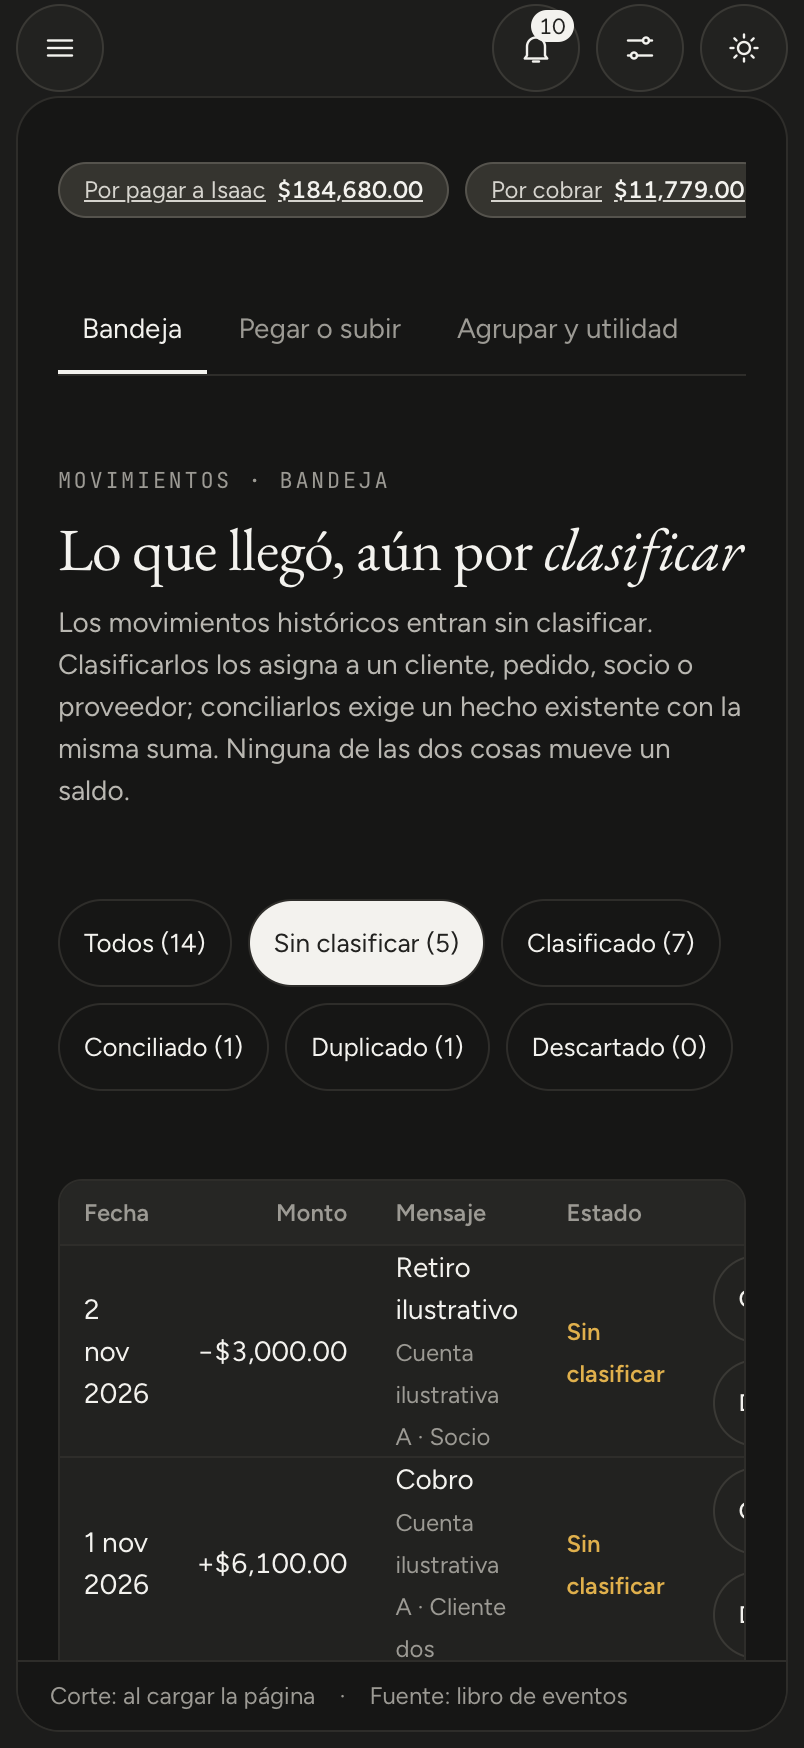 10
Por pagar a Isaac $184,680.00 Por cobrar $11,779.00
Bandeja Pegar o subir Agrupar y utilidad
MOVIMIENTOS · BANDEJA
Lo que llegó, aún por clasificar
Los movimientos históricos entran sin clasificar.
Clasificarlos los asigna a un cliente, pedido, socio o
proveedor; conciliarlos exige un hecho existente con la
misma suma. Ninguna de las dos cosas mueve un
saldo.
Todos (14) Sin clasificar (5) Clasificado (7)
Conciliado (1) Duplicado (1) Descartado (0)
Fecha Monto Mensaje Estado
2
nov
2026
−$3,000.00
Retiro
ilustrativo
Cuenta
ilustrativa
A · Socio
Sin
clasificar
1 nov
2026
+$6,100.00
Cobro
Cuenta
ilustrativa
A · Cliente
dos
Sin
clasificar
Corte: al cargar la página · Fuente: libro de eventos